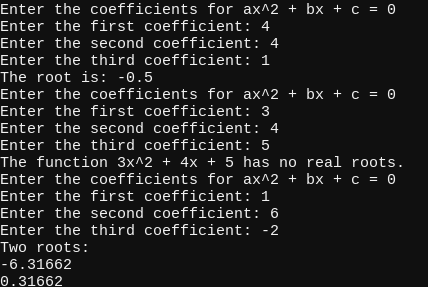 Enter the coefficients for ax^2 + bx + c = 0
Enter the first coefficient: 4
Enter the second coefficient: 4
Enter the third coefficient: 1
The root is: -0.5
Enter the coefficients for ax^2 + bx + c = 0
Enter the first coefficient: 3
Enter the second coefficient: 4
Enter the third coefficient: 5
The function 3x^2 + 4x + 5 has no real roots.
Enter the coefficients for ax^2 + bx + c = 0
Enter the first coefficient: 1
Enter the second coefficient: 6
Enter the third coefficient: -2
Two roots:
-6.31662
0.31662